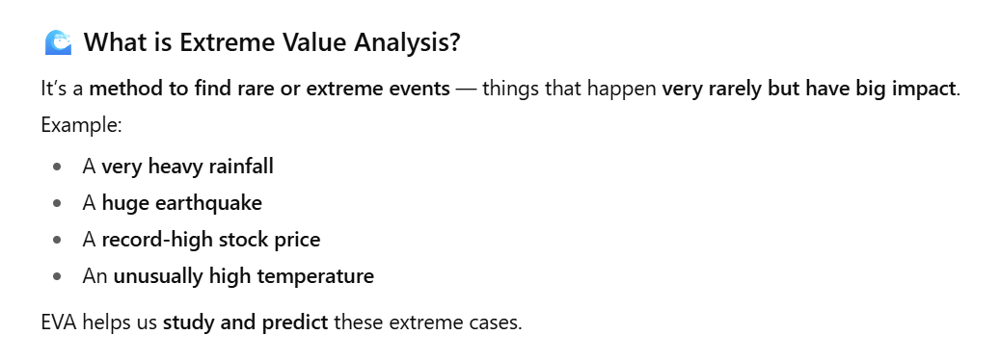 🌊 What is Extreme Value Analysis?
It's a method to find rare or extreme events — things that happen very rarely but have big impact.
Example:
• A very heavy rainfall
• A huge earthquake
• A record-high stock price
• An unusually high temperature
EVA helps us study and predict these extreme cases.